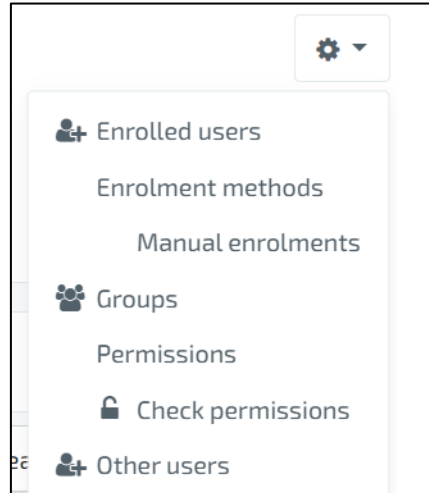 Enrolled users
Enrolment methods
Manual enrolments
Groups
Permissions
Check permissions
Other users